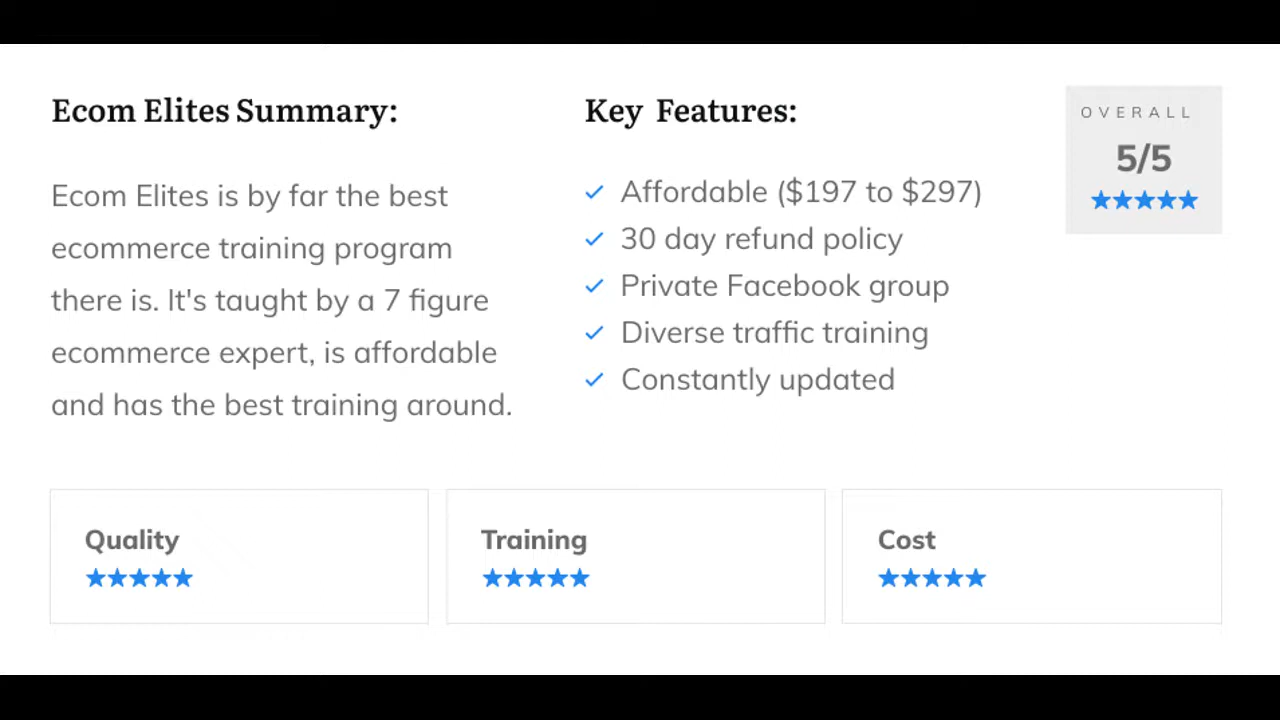 Ecom Elites Summary:
Ecom Elites is by far the best
ecommerce training program
there is. It's taught by a 7 figure
ecommerce expert, is affordable
and has the best training around.
Key Features:
Affordable ($197 to $297)
30 day refund policy
Private Facebook group
Diverse traffic training
Constantly updated
OVERALL
5/5
Quality
Training
Cost